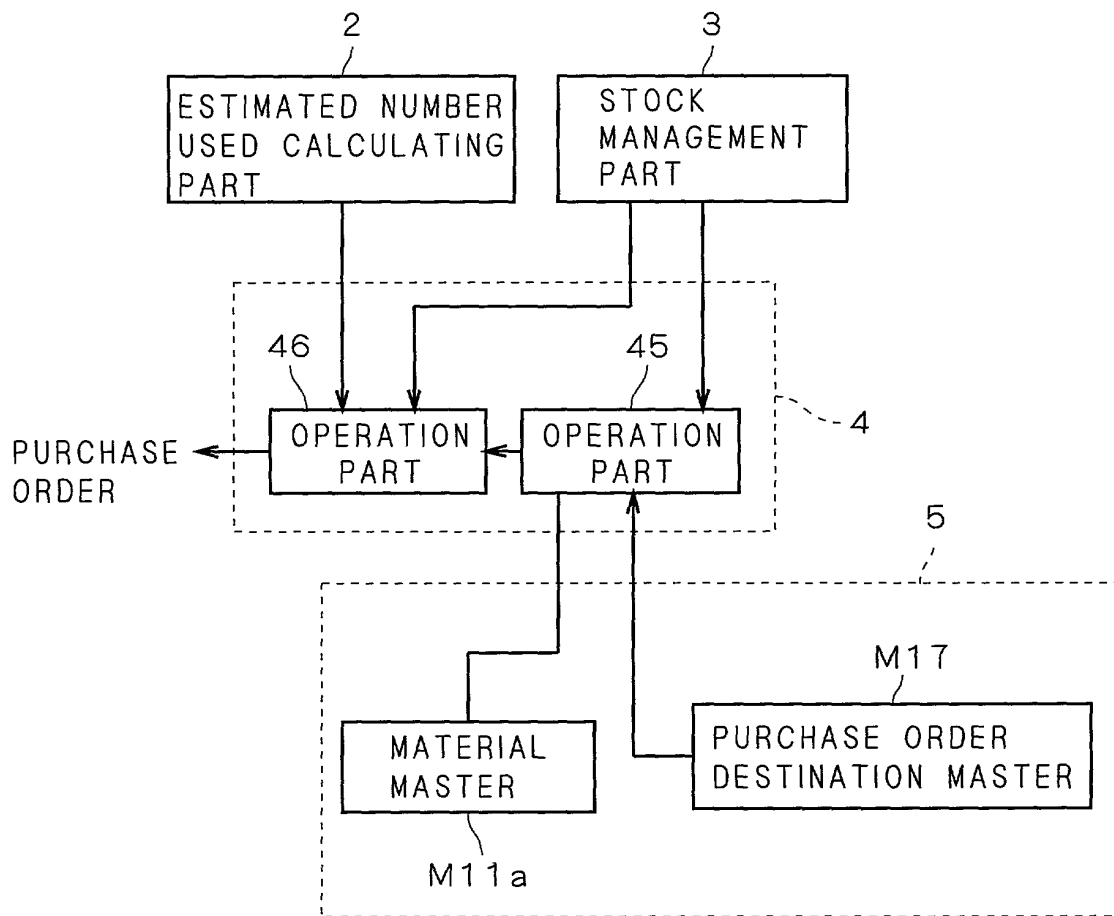 2
3
ESTIMATED NUMBER
USED CALCULATING
PART
STOCK
MANAGEMENT
PART
46
45
4
OPERATION
PART
OPERATION
PART
PURCHASE
ORDER
5
M17
MATERIAL
MASTER
PURCHASE ORDER
DESTINATION MASTER
M11a